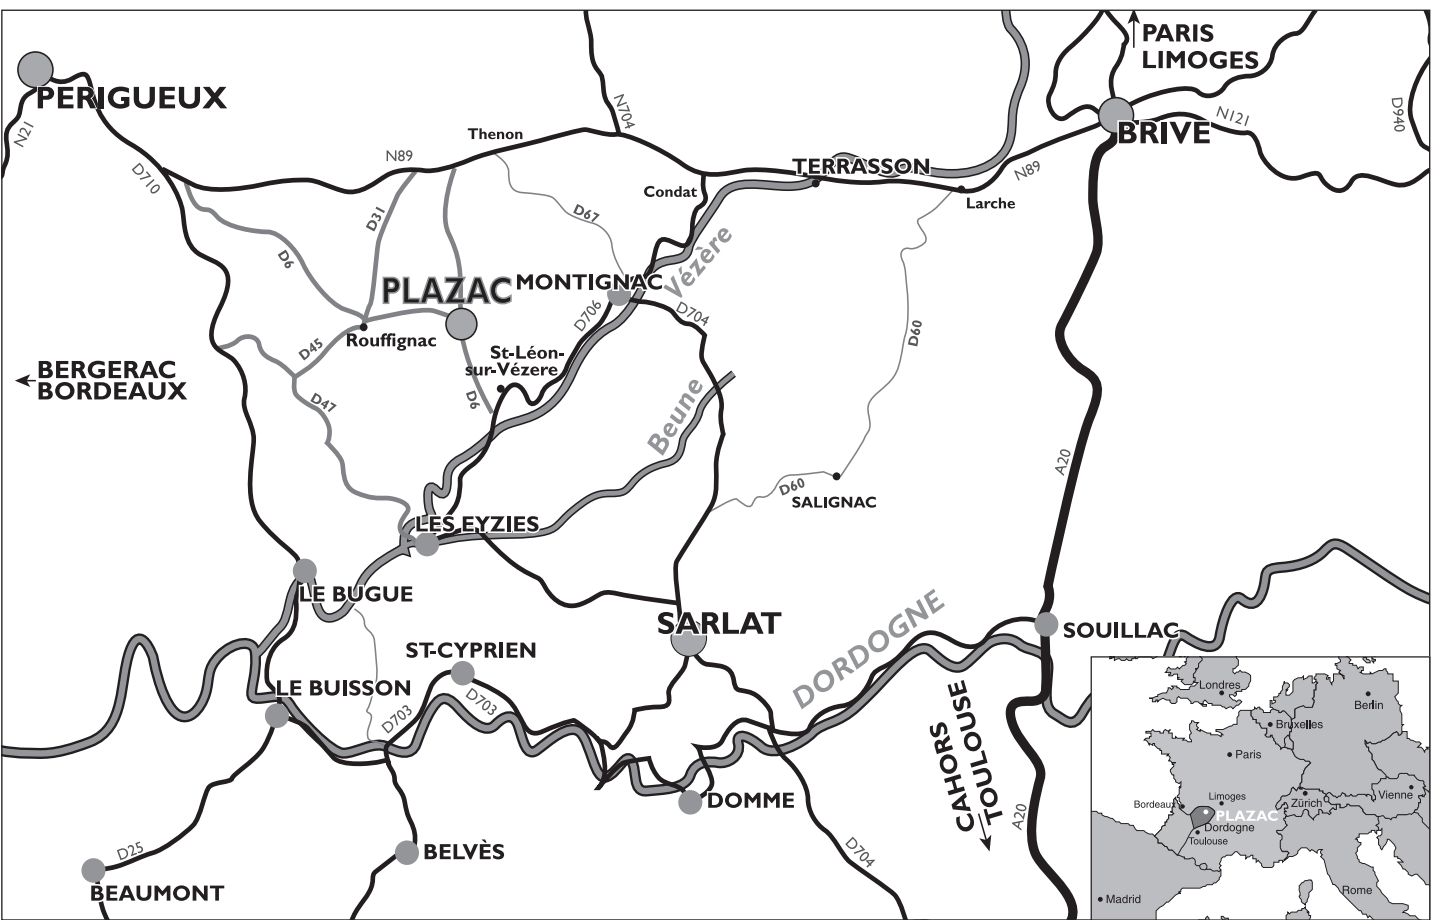 PARIS
LIMOGES
PERIGUEUX
N21
N704
D940
N121
BRIVE
Thenon
N89
D710
TERRASSON
N89
Condat
Larche
D67
D31
D6
Vézère
PLAZAC
MONTIGNAC
D706
D704
Rouffignac
D45
D60
St-Léon-
sur-Vézere
BERGERAC
BORDEAUX
D47
D6
Beune
A20
D60
SALIGNAC
LES EYZIES
LE BUGUE
SARLAT
DORDOGNE
SOUILLAC
ST-CYPRIEN
LE BUISSON
D703
D703
CAHORS
TOULOUSE
A20
DOMME
D704
BELVÈS
D25
BEAUMONT
Londres
Berlin
Bruxelles
Paris
Limoges
Bordeaux
Zürich
Vienne
PLAZAC
Dordogne
Toulouse
Rome
Madrid